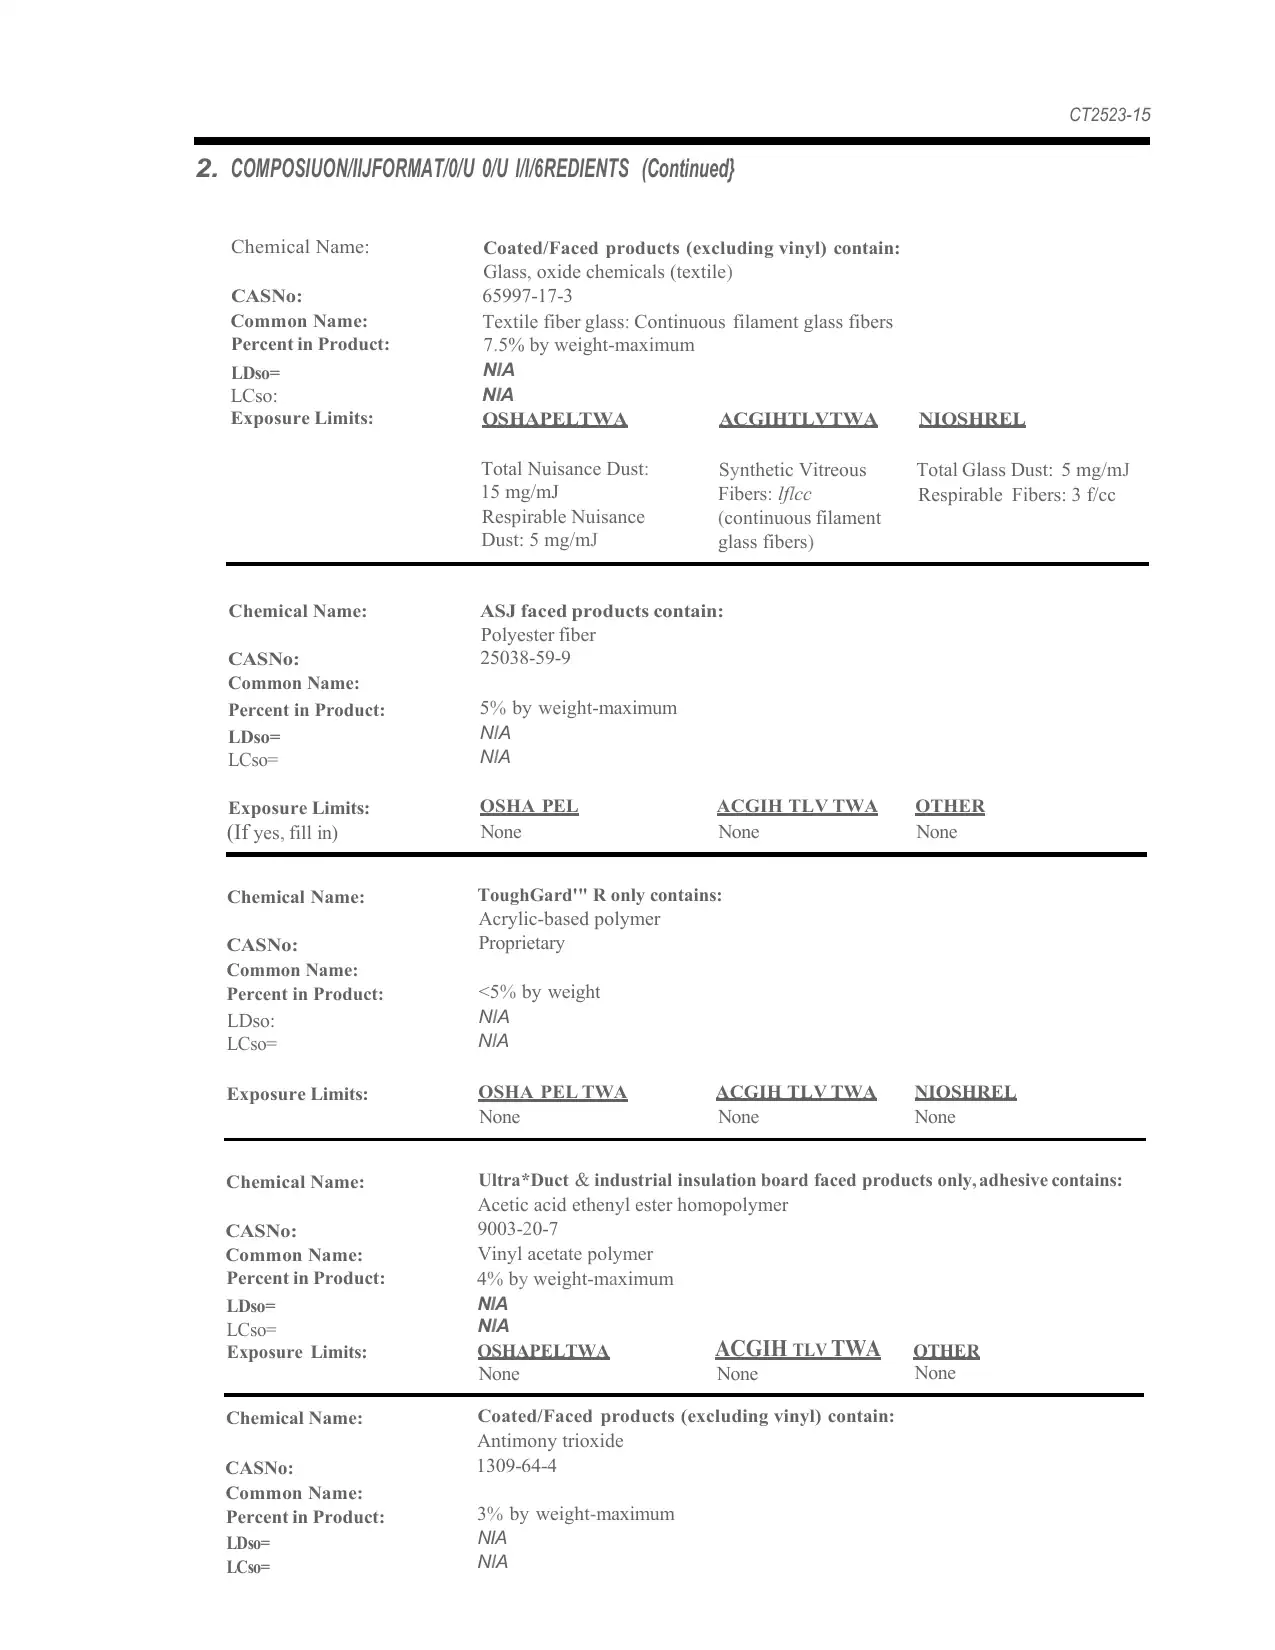 CT2523-15
2. COMPOSIUON/IIJFORMAT/0/U 0/U I/I/6REDIENTS (Continued}
Chemical Name: Coated/Faced products (excluding vinyl) contain:
Glass, oxide chemicals (textile)
CASNo: 65997-17-3
Common Name: Textile fiber glass: Continuous filament glass fibers
Percent in Product: 7.5% by weight-maximum
LDso= NIA
LCso: NIA
Exposure Limits: OSHAPELTWA ACGIHTLVTWA NIOSHREL
Total Nuisance Dust: Synthetic Vitreous Total Glass Dust: 5 mg/mJ
15 mg/mJ Fibers: lflcc Respirable Fibers: 3 f/cc
Respirable Nuisance (continuous filament
Dust: 5 mg/mJ glass fibers)
Chemical Name: ASJ faced products contain:
Polyester fiber
CASNo: 25038-59-9
Common Name:
Percent in Product: 5% by weight-maximum
LDso= NIA
LCso= NIA
Exposure Limits: OSHA PEL ACGIH TLV TWA OTHER
(If yes, fill in) None None None
Chemical Name: ToughGard'" R only contains:
Acrylic-based polymer
CASNo: Proprietary
Common Name:
Percent in Product: <5% by weight
LDso: NIA
LCso= NIA
Exposure Limits: OSHA PEL TWA ACGIH TLV TWA NIOSHREL
None None None
Chemical Name: Ultra*Duct & industrial insulation board faced products only, adhesive contains:
Acetic acid ethenyl ester homopolymer
CASNo: 9003-20-7
Common Name: Vinyl acetate polymer
Percent in Product: 4% by weight-maximum
LDso= NIA
LCso= NIA
Exposure Limits: OSHAPELTWA ACGIH TLV TWA OTHER
None None None
Chemical Name: Coated/Faced products (excluding vinyl) contain:
Antimony trioxide
CASNo: 1309-64-4
Common Name:
Percent in Product: 3% by weight-maximum
LDso= NIA
LCso= NIA